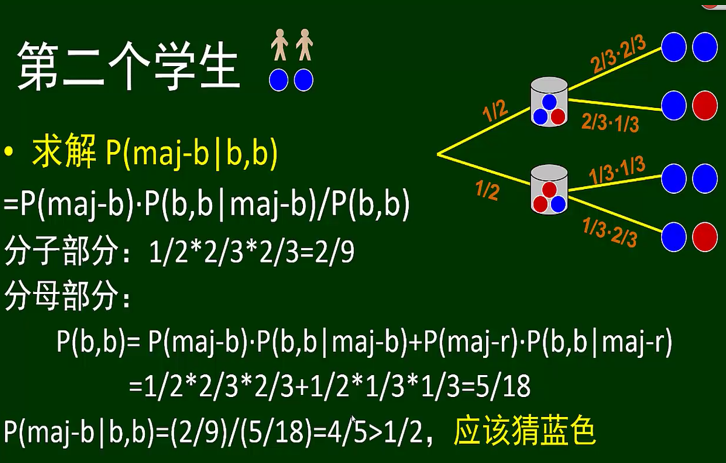 第二个学生
• 求解 P(maj-b|b,b)
=P(maj-b)·P(b,b|maj-b)/P(b,b)
分子部分：1/2*2/3*2/3=2/9
分母部分：
P(b,b)= P(maj-b)·P(b,b|maj-b)+P(maj-r)·P(b,b|maj-r)
=1/2*2/3*2/3+1/2*1/3*1/3=5/18
P(maj-b|b,b)=(2/9)/(5/18)=4/5>1/2，应该猜蓝色
1/2
2/3·2/3
2/3·1/3
1/2
1/3·1/3
1/3·2/3